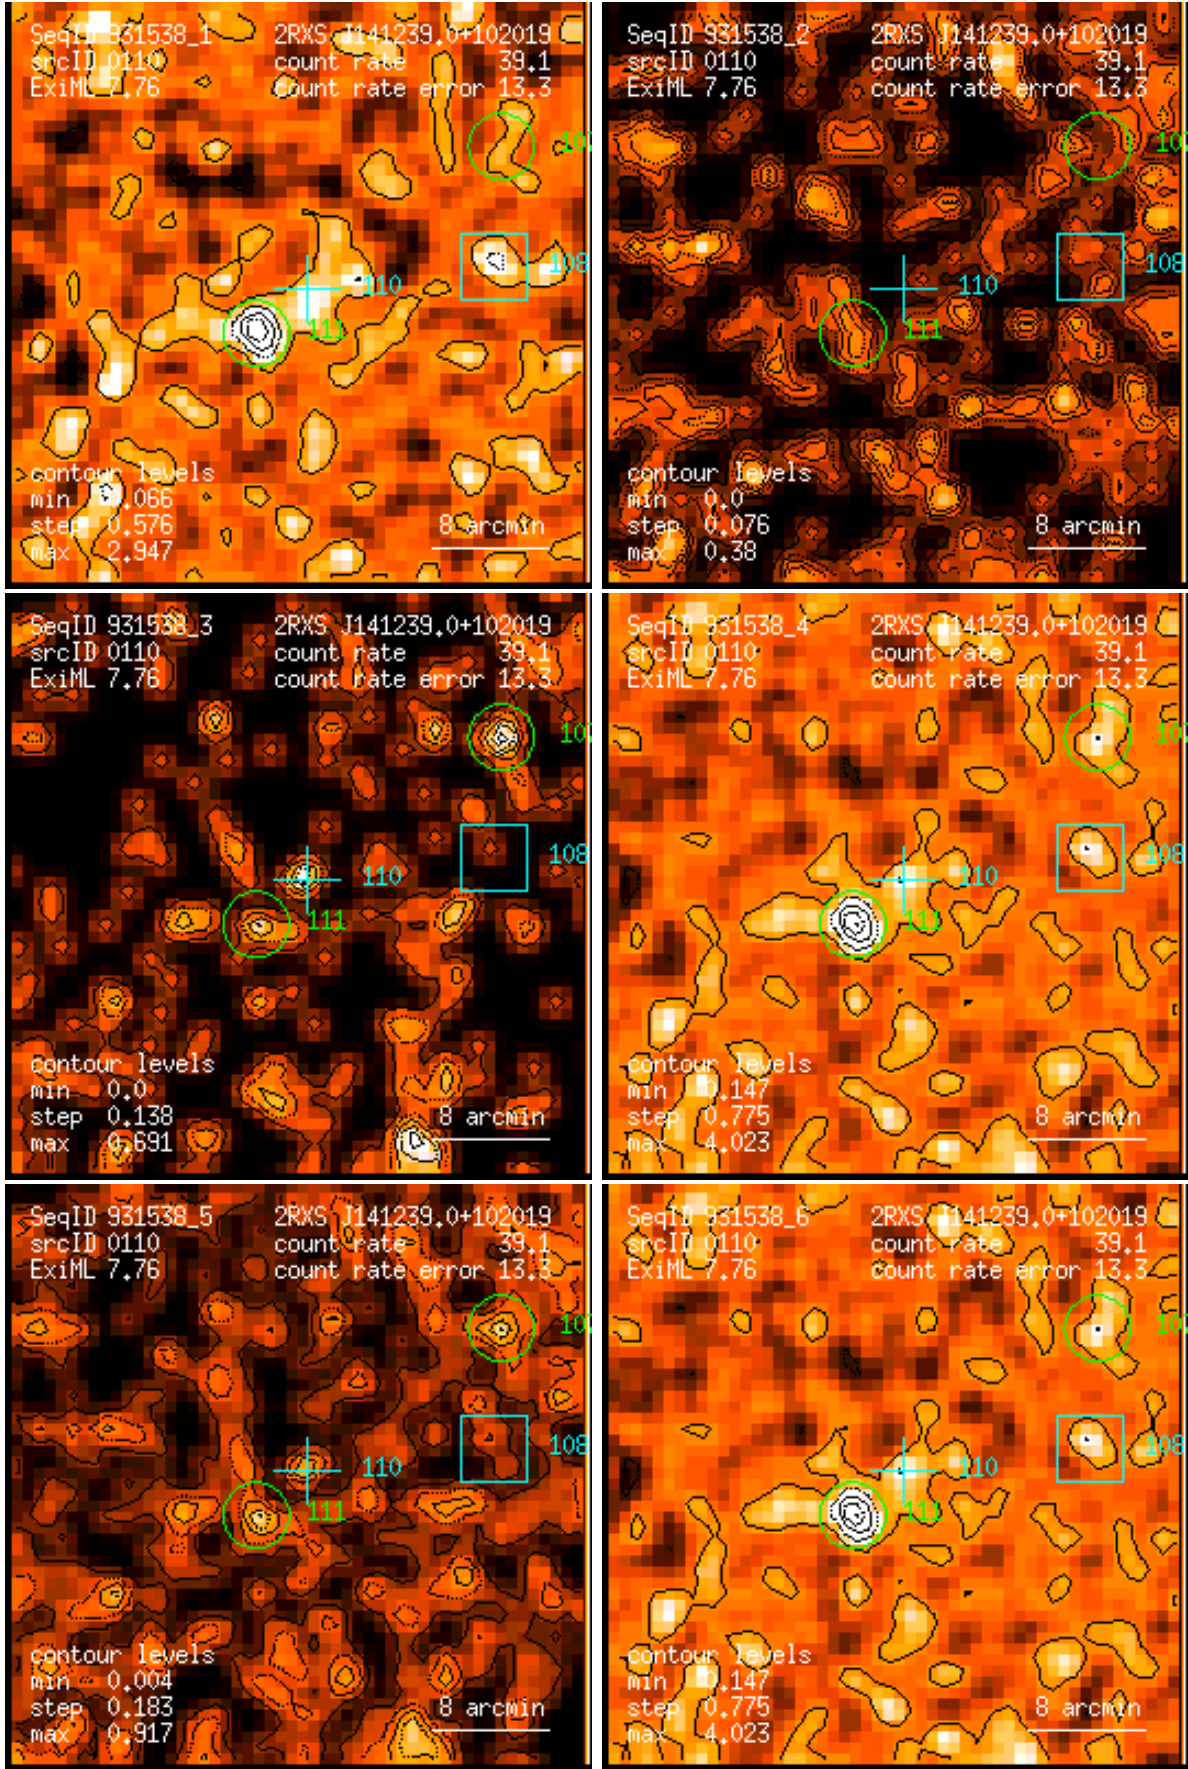 SeqID 931538_1 2RXS J141239.0+102019
srcID 0110 count rate 39.1
ExiML 7.76 count rate error 13.3
108
110
111
contour levels
min .066
step 0.576
max 2.947
8 arcmin
SeqID 931538_2 2RXS J141239.0+102019
srcID 0110 count rate 39.1
ExiML 7.76 count rate error 13.3
108
110
111
contour levels
min 0.0
step 0.076
max 0.38
8 arcmin
SeqID 931538_3 2RXS J141239.0+102019
srcID 0110 count rate 39.1
ExiML 7.76 count rate error 13.3
108
110
111
contour levels
min 0.0
step 0.138
max 0.691
8 arcmin
SeqID 931538_4 2RXS J141239.0+102019
srcID 0110 count rate 39.1
ExiML 7.76 count rate error 13.3
108
110
111
contour levels
min 0.147
step 0.775
max 4.023
8 arcmin
SeqID 931538_5 2RXS J141239.0+102019
srcID 0110 count rate 39.1
ExiML 7.76 count rate error 13.3
108
110
111
contour levels
min 0.004
step 0.183
max 0.917
8 arcmin
SeqID 931538_6 2RXS J141239.0+102019
srcID 0110 count rate 39.1
ExiML 7.76 count rate error 13.3
108
110
111
contour levels
min 0.147
step 0.775
max 4.023
8 arcmin